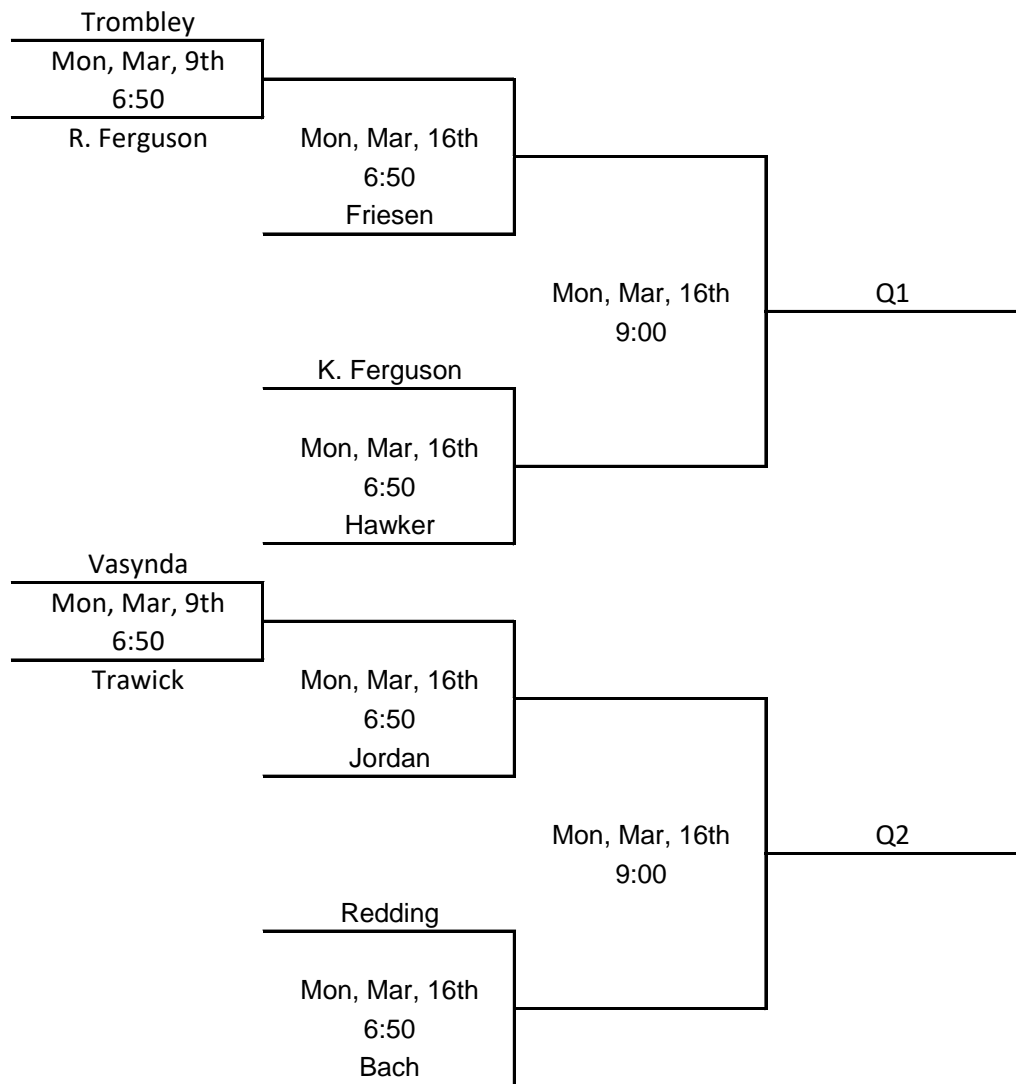 Trombley
Mon, Mar, 9th
6:50
R. Ferguson
Mon, Mar, 16th
6:50
Friesen
Mon, Mar, 16th
9:00
Q1
K. Ferguson
Mon, Mar, 16th
6:50
Hawker
Vasynda
Mon, Mar, 9th
6:50
Trawick
Mon, Mar, 16th
6:50
Jordan
Mon, Mar, 16th
9:00
Q2
Redding
Mon, Mar, 16th
6:50
Bach